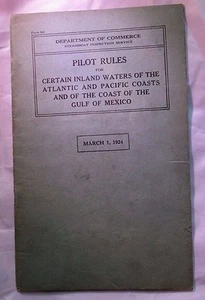 DEPARTMENT OF COMMERCE
STEAMBOAT INSPECTION SERVICE
PILOT RULES
FOR
CERTAIN INLAND WATERS OF THE
ATLANTIC AND PACIFIC COASTS
AND OF THE COAST OF THE
GULF OF MEXICO
MARCH 1, 1924